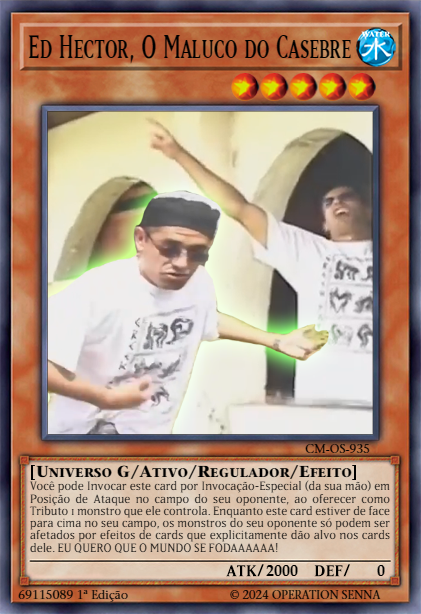 Ed Hector, O Maluco do Casebre
WATER
水
CM-OS-935
[Universo G/Ativo/Regulador/Efeito]
Você pode Invocar este card por Invocação-Especial (da sua mão) em
Posição de Ataque no campo do seu oponente, ao oferecer como
Tributo 1 monstro que ele controla. Enquanto este card estiver de face
para cima no seu campo, os monstros do seu oponente só podem ser
afetados por efeitos de cards que explicitamente dão alvo nos cards
dele. EU QUERO QUE O MUNDO SE FODAAAAAA!
ATK/2000 DEF/ 0
69115089 1ª Edição
© 2024 OPERATION SENNA